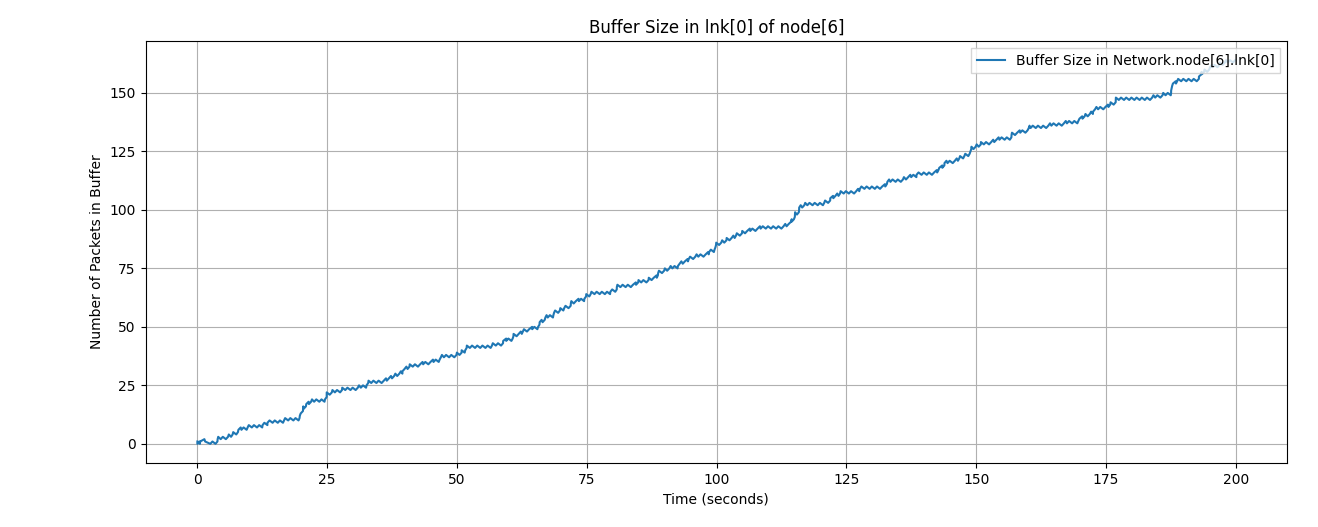 Buffer Size in lnk[0] of node[6]
Buffer Size in Network.node[6].lnk[0]
Number of Packets in Buffer
150
125
100
75
50
25
0
0 25 50 75 100 125 150 175 200
Time (seconds)